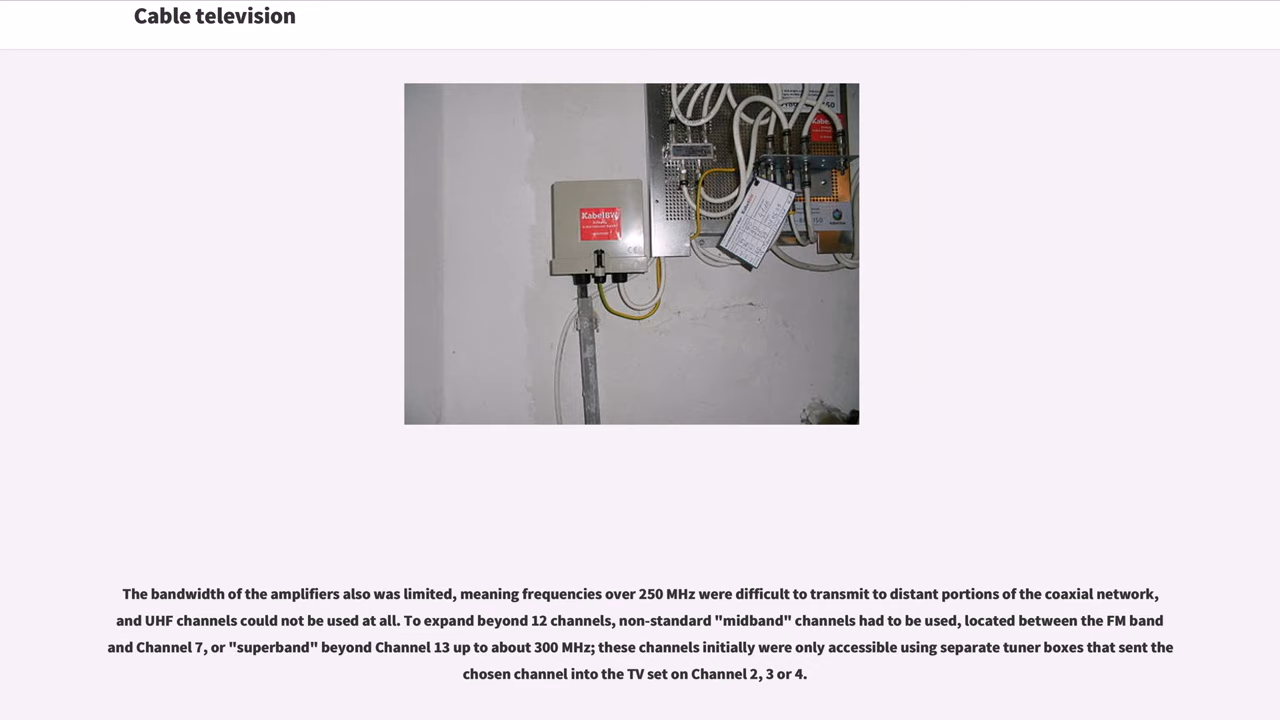 Cable television
KabelBW
The bandwidth of the amplifiers also was limited, meaning frequencies over 250 MHz were difficult to transmit to distant portions of the coaxial network,
and UHF channels could not be used at all. To expand beyond 12 channels, non-standard "midband" channels had to be used, located between the FM band
and Channel 7, or "superband" beyond Channel 13 up to about 300 MHz; these channels initially were only accessible using separate tuner boxes that sent the
chosen channel into the TV set on Channel 2, 3 or 4.